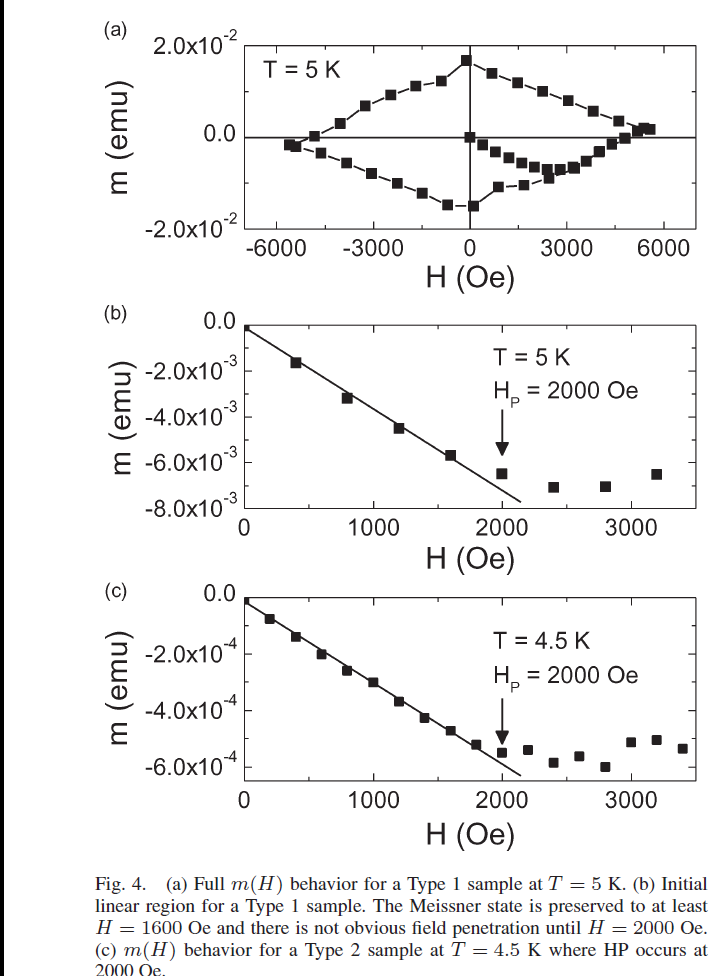 (a)
2.0x10^-2
T = 5 K
0.0
m (emu)
-2.0x10^-2
-6000 -3000 0 3000 6000
H (Oe)
(b)
0.0
T = 5 K
-2.0x10^-3
H_P = 2000 Oe
-4.0x10^-3
m (emu)
-6.0x10^-3
-8.0x10^-3
0 1000 2000 3000
H (Oe)
(c)
0.0
T = 4.5 K
-2.0x10^-4
H_P = 2000 Oe
m (emu)
-4.0x10^-4
-6.0x10^-4
0 1000 2000 3000
H (Oe)
Fig. 4. (a) Full m(H) behavior for a Type 1 sample at T = 5 K. (b) Initial
linear region for a Type 1 sample. The Meissner state is preserved to at least
H = 1600 Oe and there is not obvious field penetration until H = 2000 Oe.
(c) m(H) behavior for a Type 2 sample at T = 4.5 K where HP occurs at
2000 Oe.